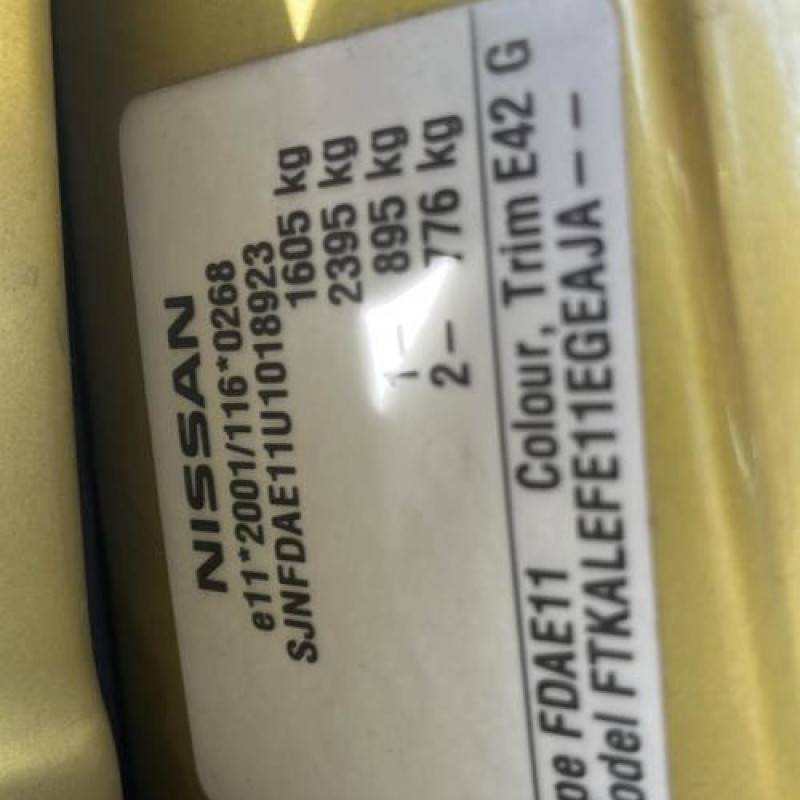 NISSAN
e11*2001/116*0268
SJNFDAE11U1018923
1605 kg
2395 kg
1– 895 kg
2– 776 kg
Colour, Trim E42 G
pe FDAE11
odel FTKALEFE11EGEAJA – –